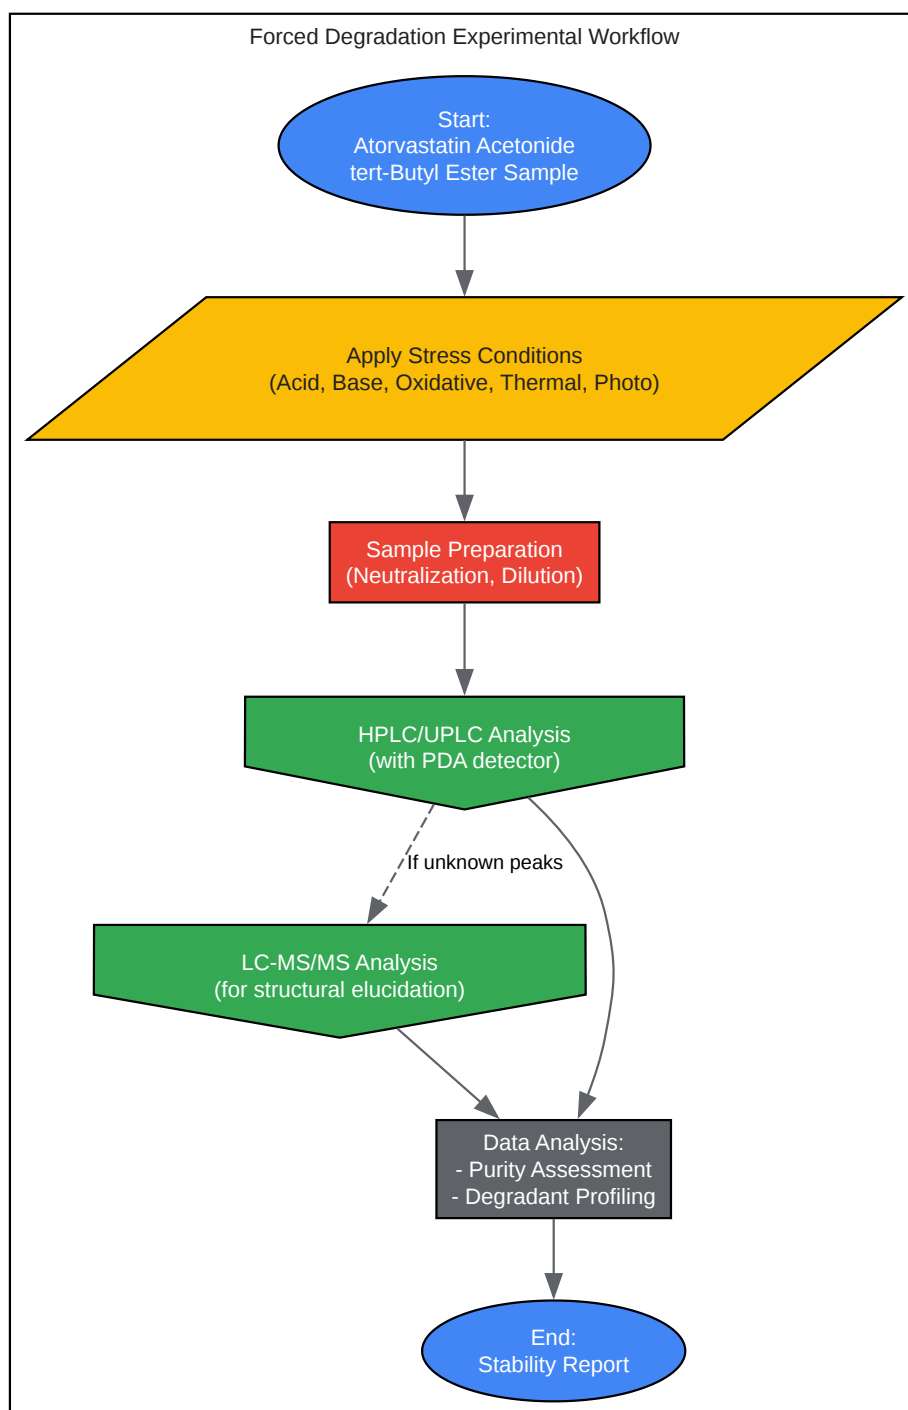 Forced Degradation Experimental Workflow
Start:
Atorvastatin Acetonide
tert-Butyl Ester Sample
Apply Stress Conditions
(Acid, Base, Oxidative, Thermal, Photo)
Sample Preparation
(Neutralization, Dilution)
HPLC/UPLC Analysis
(with PDA detector)
If unknown peaks
LC-MS/MS Analysis
(for structural elucidation)
Data Analysis:
- Purity Assessment
- Degradant Profiling
End:
Stability Report